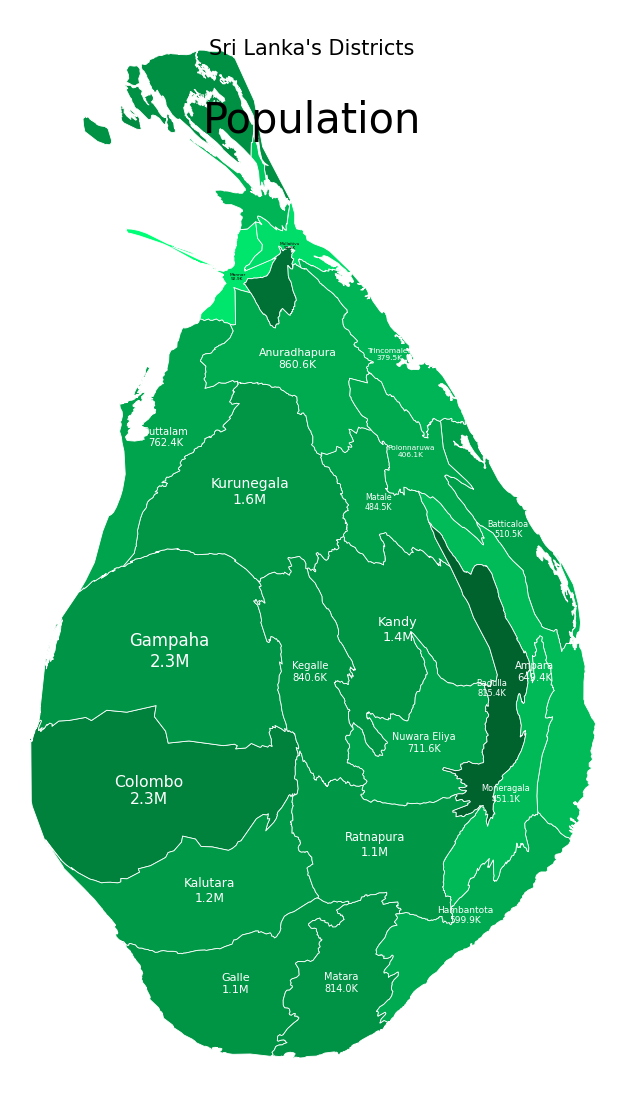 Sri Lanka's Districts
Population
Mannar
Anuradhapura
860.6K
Trincomalee
379.5K
Puttalam
762.4K
Polonnaruwa
406.1K
Kurunegala
1.6M
Matale
484.5K
Batticaloa
510.5K
Gampaha
2.3M
Kandy
1.4M
Kegalle
840.6K
Ampara
649.4K
Badulla
815.4K
Nuwara Eliya
711.6K
Colombo
2.3M
Moneragala
451.1K
Ratnapura
1.1M
Kalutara
1.2M
Hambantota
599.9K
Galle
1.1M
Matara
814.0K